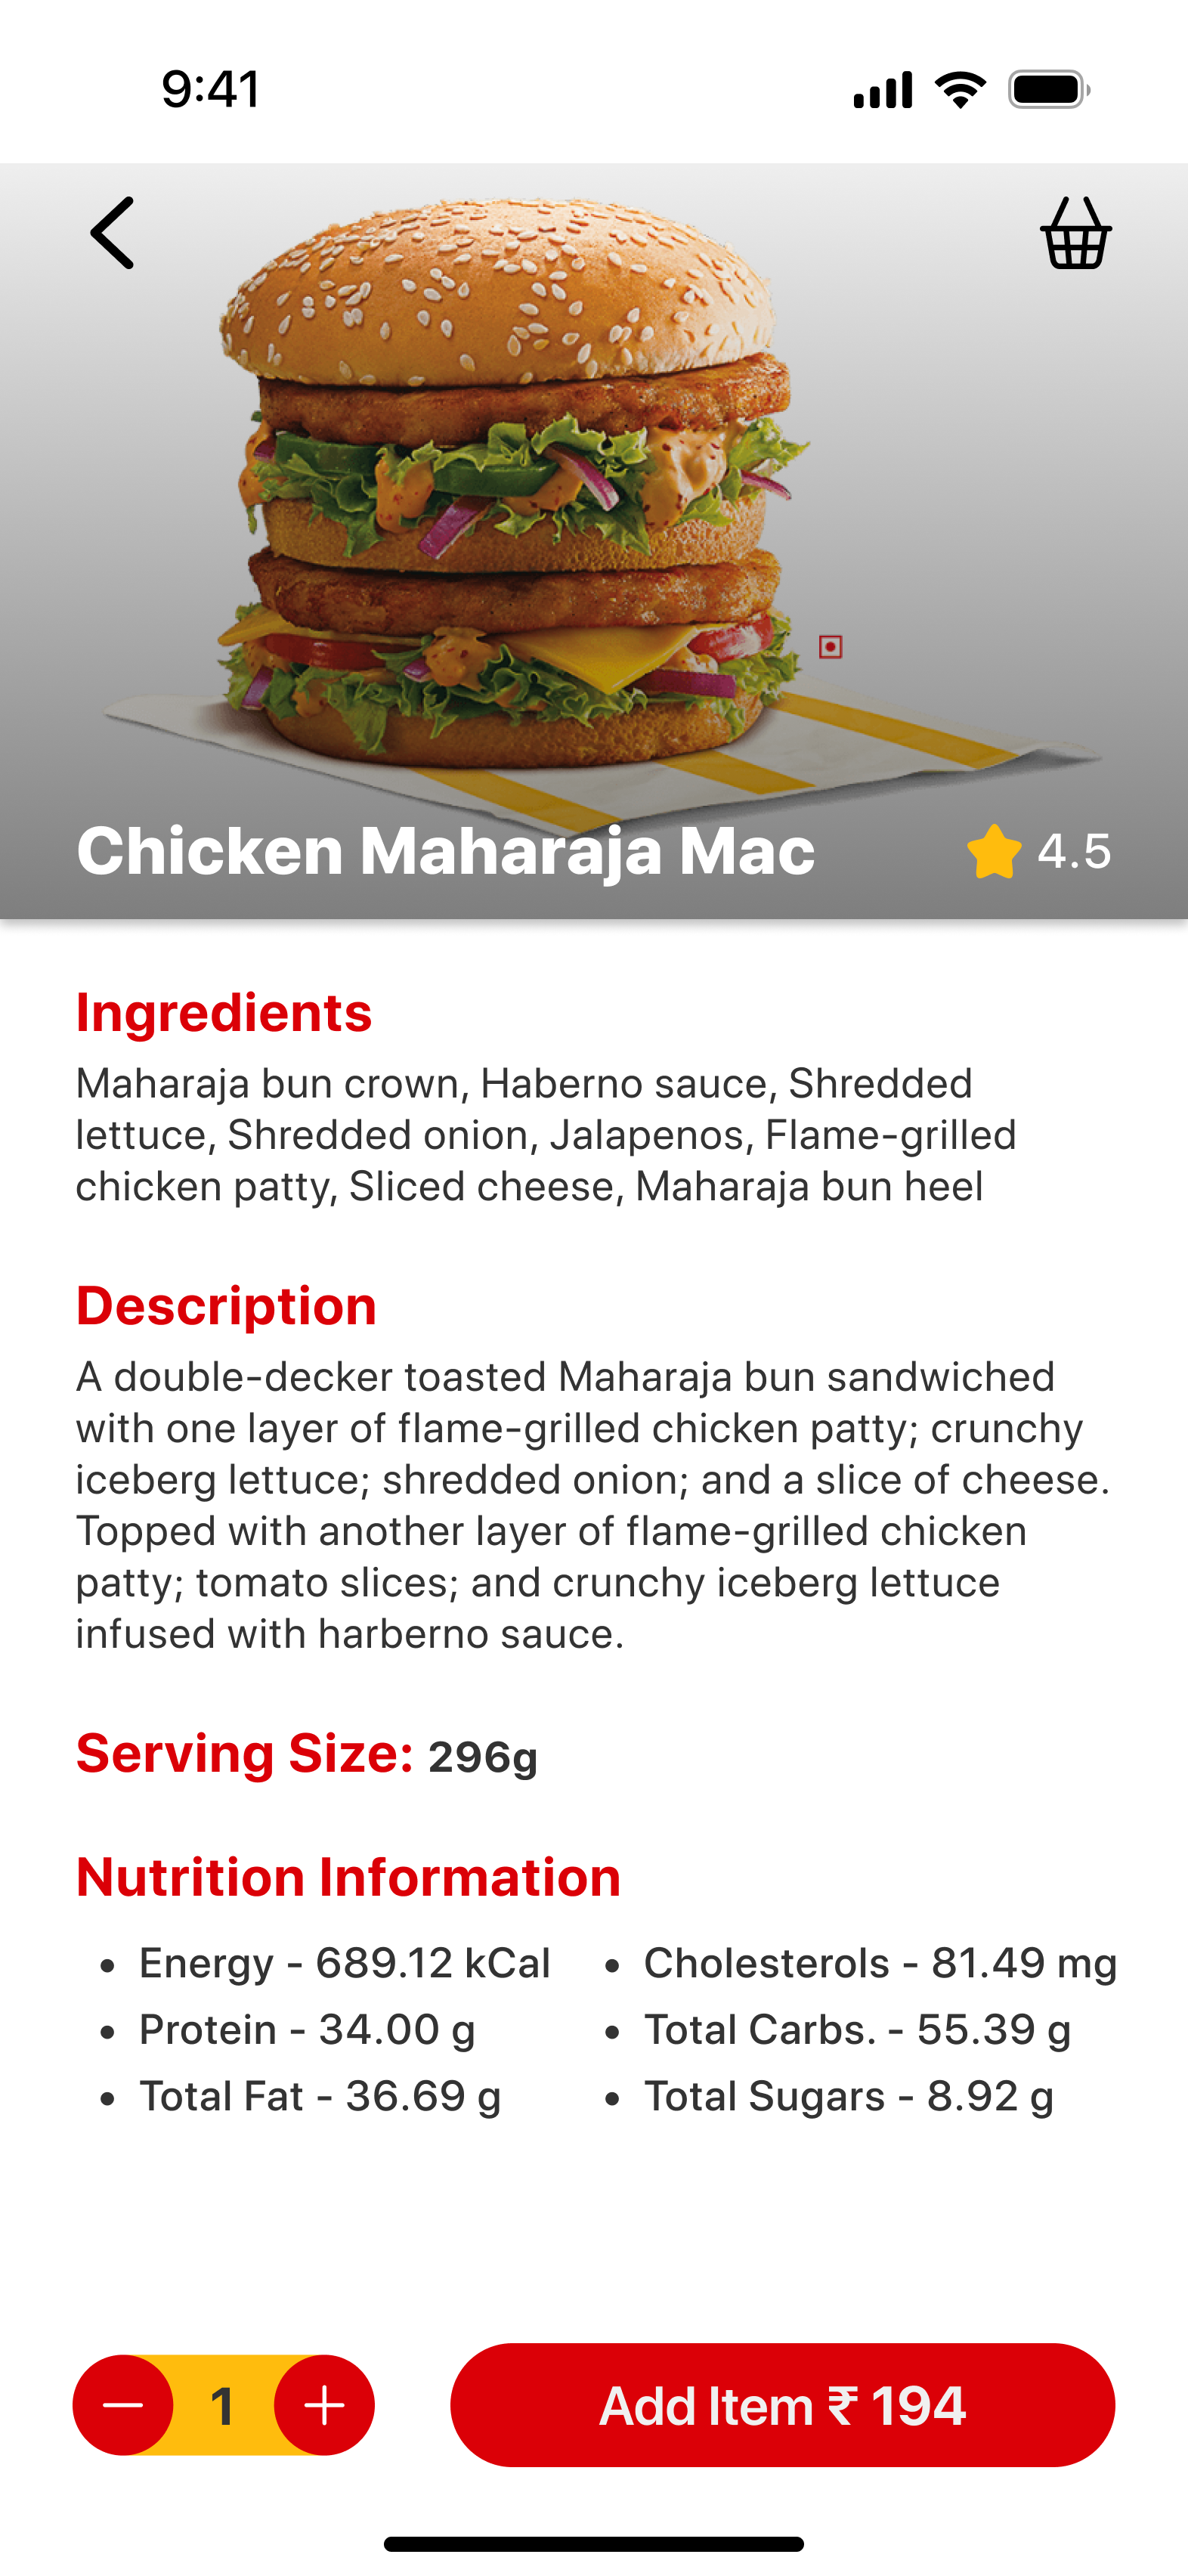 9:41
Chicken Maharaja Mac
4.5
Ingredients
Maharaja bun crown, Haberno sauce, Shredded
lettuce, Shredded onion, Jalapenos, Flame-grilled
chicken patty, Sliced cheese, Maharaja bun heel
Description
A double-decker toasted Maharaja bun sandwiched
with one layer of flame-grilled chicken patty; crunchy
iceberg lettuce; shredded onion; and a slice of cheese.
Topped with another layer of flame-grilled chicken
patty; tomato slices; and crunchy iceberg lettuce
infused with harberno sauce.
Serving Size: 296g
Nutrition Information
• Energy - 689.12 kCal
• Protein - 34.00 g
• Total Fat - 36.69 g
• Cholesterols - 81.49 mg
• Total Carbs. - 55.39 g
• Total Sugars - 8.92 g
1
Add Item ₹ 194